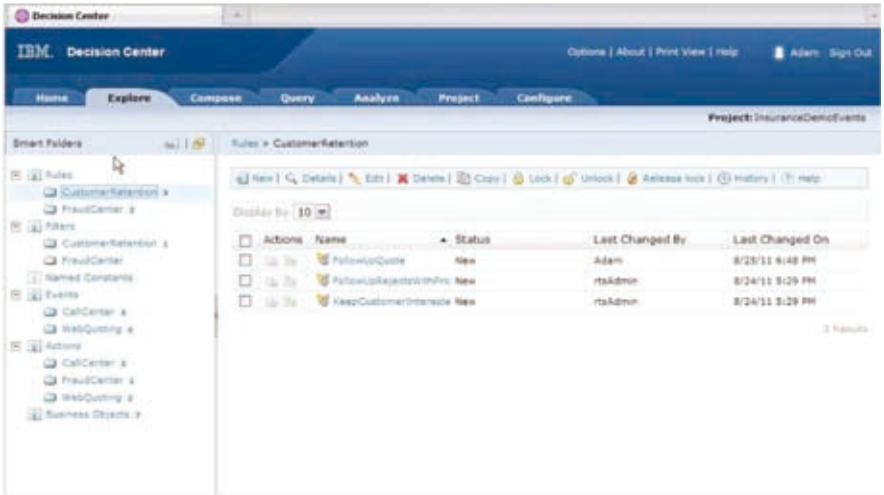 Decision Center
IBM. Decision Center
Options | About | Print View | Help
Adam Sign Out
Home Explore Compose Query Analyze Project Configure
Project: InsuranceDemoEvents
Smart Folders
Rules > CustomerRetention
Rules
CustomerRetention 3
FraudCenter
Filters
CustomerRetention
FraudCenter
Named Constants
Events
CallCenter
WebQuoting
Actions
CallCenter
FraudCenter
WebQuoting
Business Objects
New | Details | Edit | Delete | Copy | Lock | Unlock | Release lock | History | Help
Display By 10
Actions Name Status Last Changed By Last Changed On
FollowUpQuote New Adam 6:48 PM
New rtsAdmin 8/24/11 5:29 PM
New rtsAdmin 8/24/11 5:29 PM
3 Results